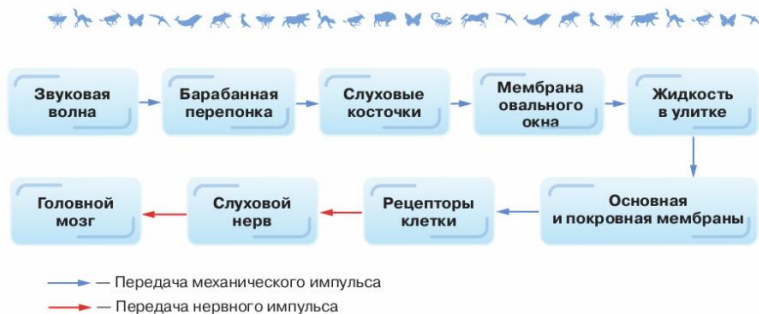 Звуковая
волна
Барабанная
перепонка
Слуховые
косточки
Мембрана
овального
окна
Жидкость
в улитке
Основная
и покровная мембраны
Рецепторы
клетки
Слуховой
нерв
Головной
мозг
— Передача механического импульса
— Передача нервного импульса